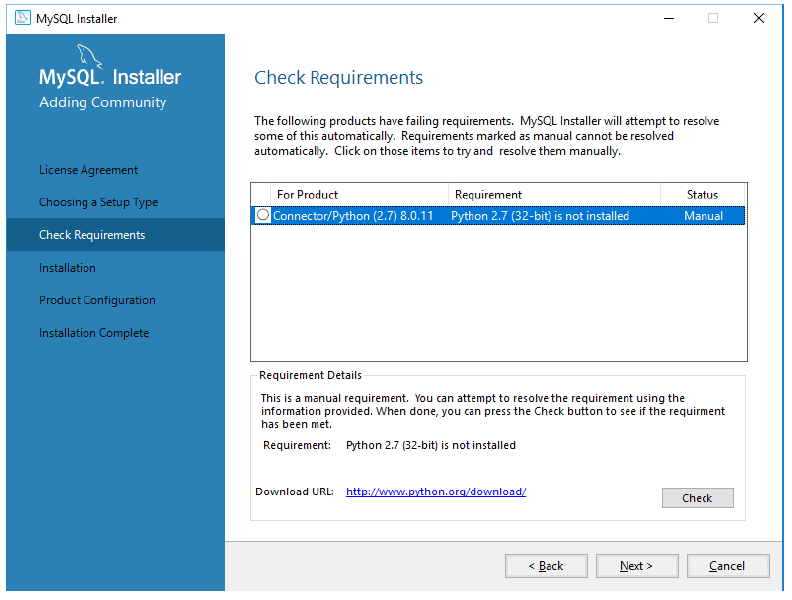 MySQL Installer
MySQL. Installer
Adding Community
License Agreement
Choosing a Setup Type
Check Requirements
Installation
Product Configuration
Installation Complete
Check Requirements
The following products have failing requirements. MySQL Installer will attempt to resolve
some of this automatically. Requirements marked as manual cannot be resolved
automatically. Click on those items to try and resolve them manually.
For Product Requirement Status
Connector/Python (2.7) 8.0.11 Python 2.7 (32-bit) is not installed Manual
Requirement Details
This is a manual requirement. You can attempt to resolve the requirement using the
information provided. When done, you can press the Check button to see if the requirment
has been met.
Requirement: Python 2.7 (32-bit) is not installed
Download URL: http://www.python.org/download/
Check
< Back Next > Cancel